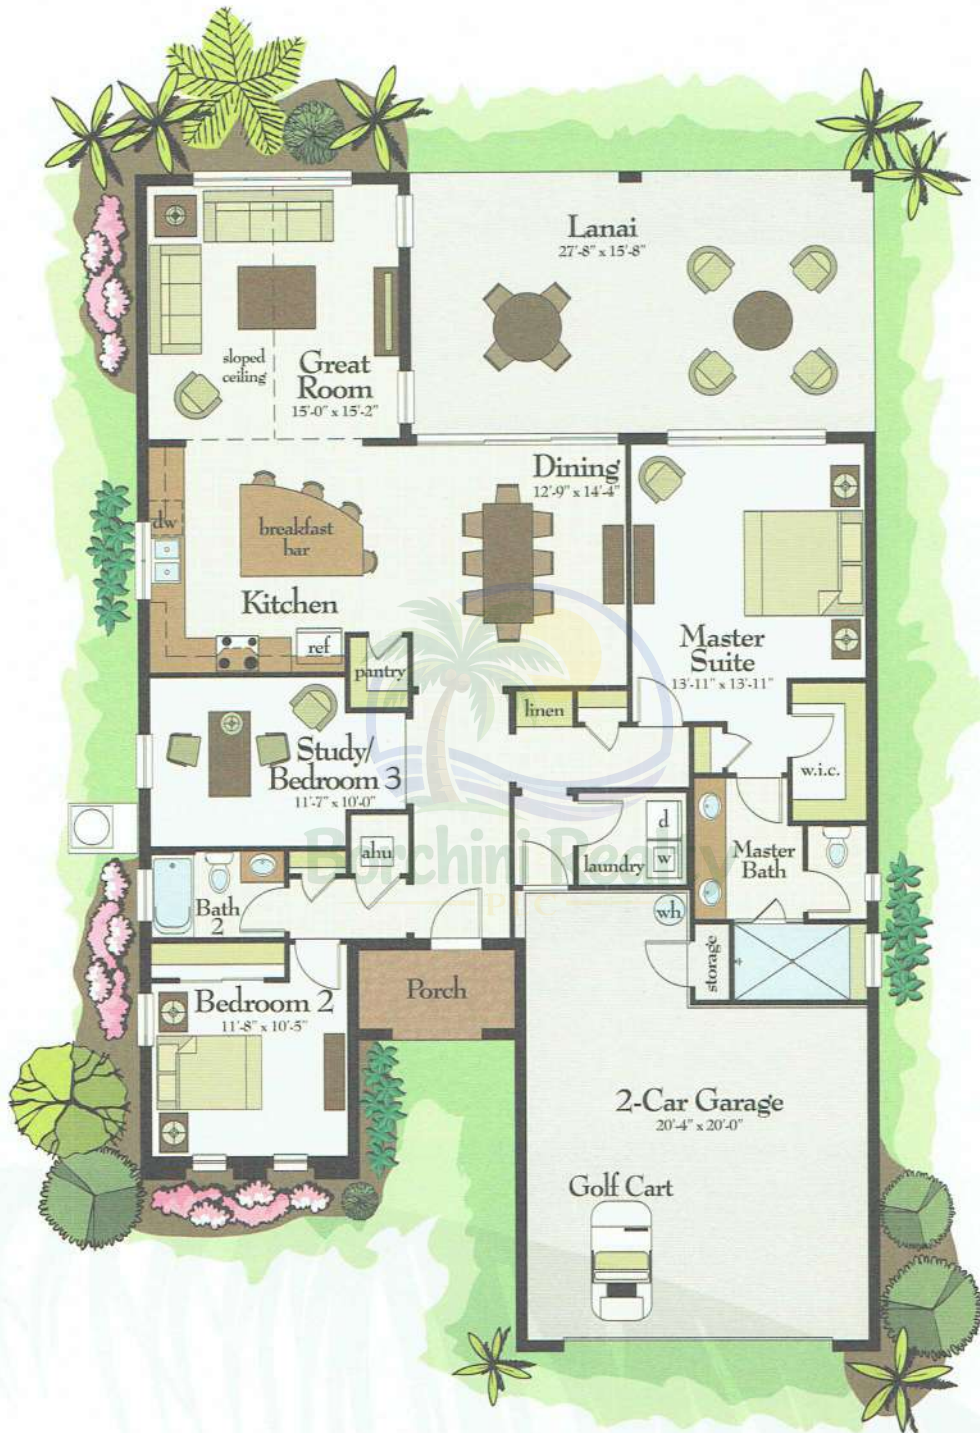 Lanai
27'-8" x 15'-8"
sloped
ceiling
Great
Room
15'-0" x 15'-2"
Dining
12'-9" x 14'-4"
dw
breakfast
bar
Kitchen
ref
pantry
Master
Suite
13'-11" x 13'-11"
linen
w.i.c.
Study/
Bedroom 3
11'-7" x 10'-0"
ahu
d
w
laundry
Master
Bath
Borchini Realty
PLC
Bath
2
wh
storage
Porch
Bedroom 2
11'-8" x 10'-5"
2-Car Garage
20'-4" x 20'-0"
Golf Cart